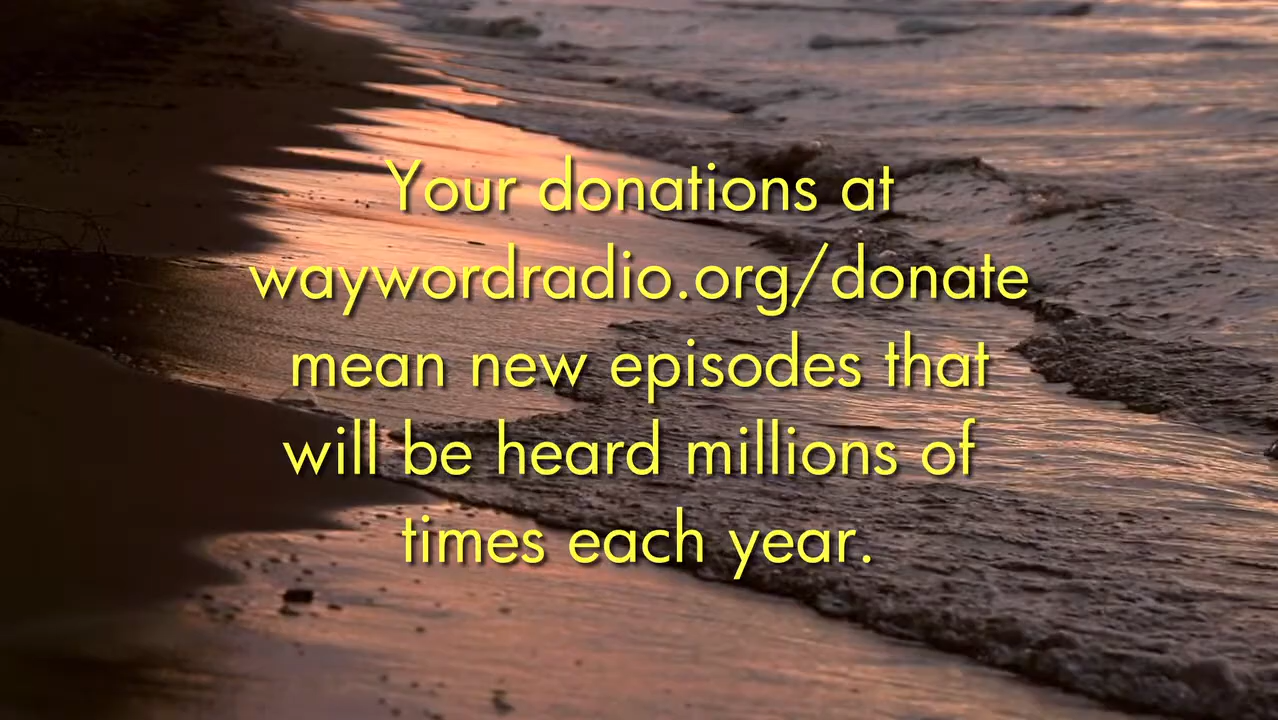 Your donations at
waywordradio.org/donate
mean new episodes that
will be heard millions of
times each year.